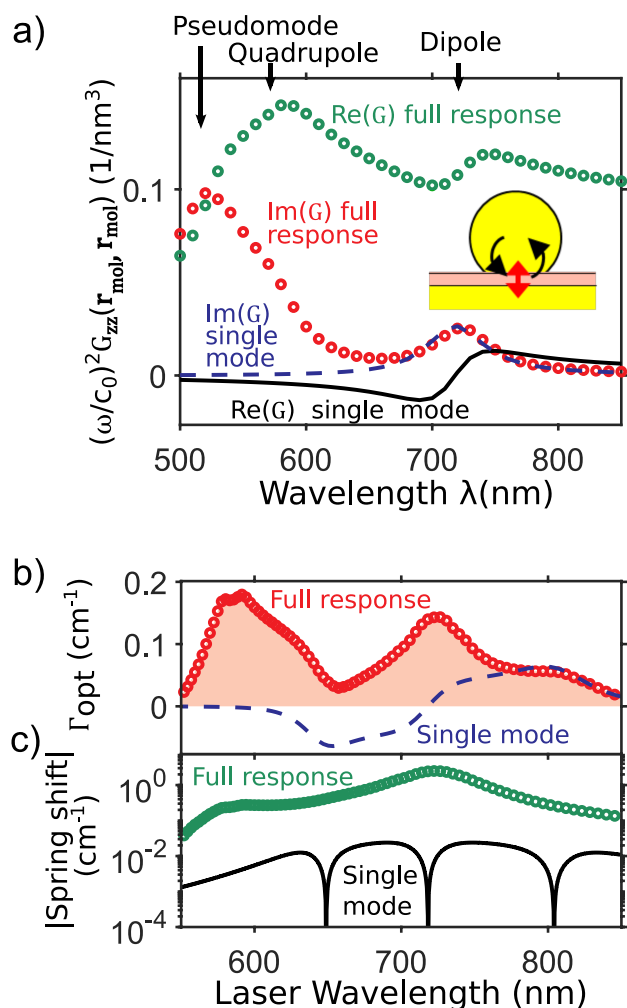 a)
Pseudomode
Quadrupole
Dipole
(ω/c₀)²G_zz(r_mol, r_mol) (1/nm³)
0.1
0
Re(G) full response
Im(G) full
response
Im(G)
single
mode
Re(G) single mode
500 600 700 800
Wavelength λ(nm)
b)
Γopt (cm⁻¹)
0.2
0.1
0
Full response
Single mode
c)
|Spring shift|
(cm⁻¹)
10⁰
10⁻²
10⁻⁴
Full response
Single
mode
600 700 800
Laser Wavelength (nm)